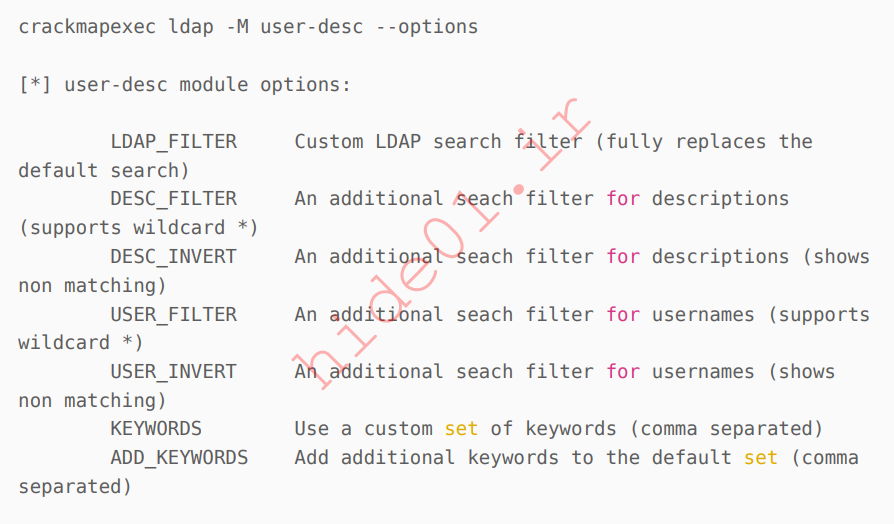 crackmapexec ldap -M user-desc --options
[*] user-desc module options:
LDAP_FILTER Custom LDAP search filter (fully replaces the
default search)
DESC_FILTER An additional seach filter for descriptions
(supports wildcard *)
DESC_INVERT An additional seach filter for descriptions (shows
non matching)
USER_FILTER An additional seach filter for usernames (supports
wildcard *)
USER_INVERT An additional seach filter for usernames (shows
non matching)
KEYWORDS Use a custom set of keywords (comma separated)
ADD_KEYWORDS Add additional keywords to the default set (comma
separated)
hide01.ir